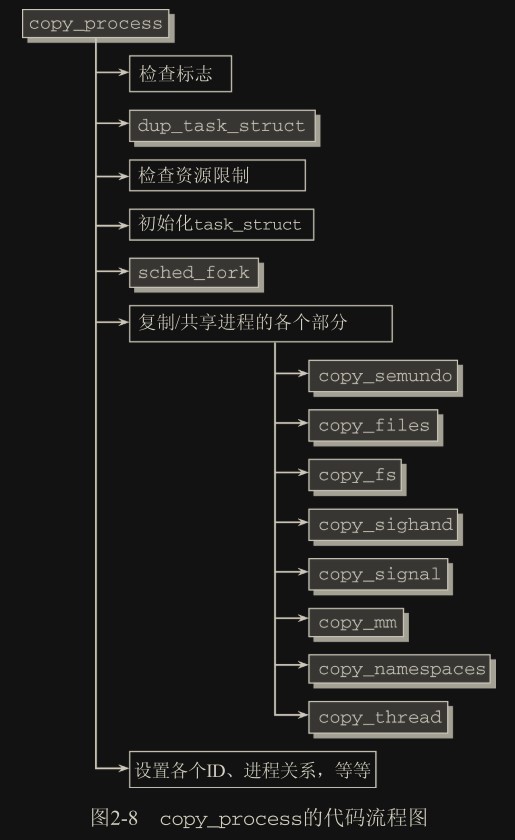 copy_process
检查标志
dup_task_struct
检查资源限制
初始化task_struct
sched_fork
复制/共享进程的各个部分
copy_semundo
copy_files
copy_fs
copy_sighand
copy_signal
copy_mm
copy_namespaces
copy_thread
设置各个ID、进程关系，等等
图2-8 copy_process的代码流程图